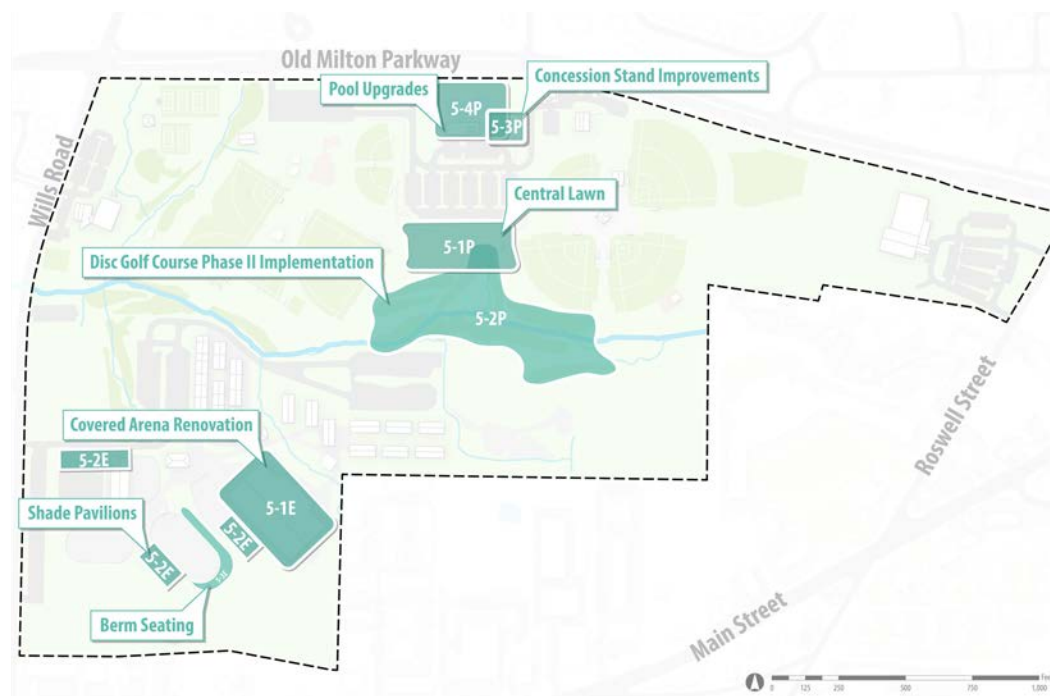 Old Milton Parkway
Concession Stand Improvements
Pool Upgrades
5-4P
5-3P
Wills Road
Central Lawn
5-1P
Disc Golf Course Phase II Implementation
5-2P
Roswell Street
Covered Arena Renovation
5-2E
5-1E
Shade Pavilions
5-2E
5-2E
Berm Seating
Main Street
0 125 250 500 750 1,000